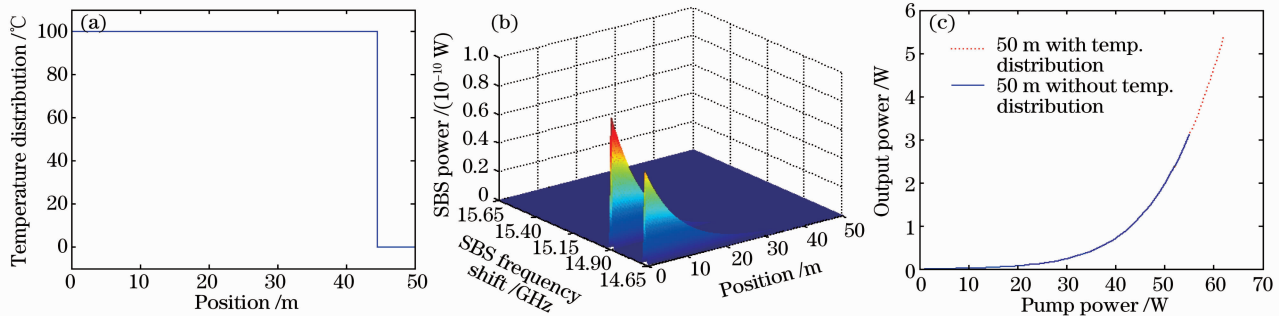 (a)
Temperature distribution /℃
100
80
60
40
20
0
0
10
20
30
40
50
Position /m
(b)
SBS power /(10⁻¹⁰ W)
1.0
0.8
0.6
0.4
0.2
0
15.65
15.40
15.15
14.90
14.65
SBS frequency
shift /GHz
0
10
20
30
40
50
Position /m
(c)
Output power /W
6
5
4
3
2
1
0
50 m with temp.
distribution
50 m without temp.
distribution
0
10
20
30
40
50
60
70
Pump power /W